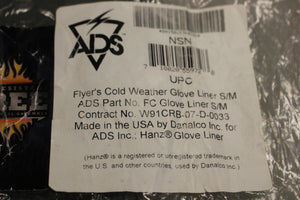 ADS
NSN
UPC
Flyer's Cold Weather Glove Liner S/M
ADS Part No. FC Glove Liner S/M
Contract No. W91CRB-07-D-0033
Made in the USA by Danalco Inc. for
ADS Inc., Hanz® Glove Liner
(Hanz® is a registered or unregistered trademark in
the U.S. and other countries, used by Danalco Inc.)